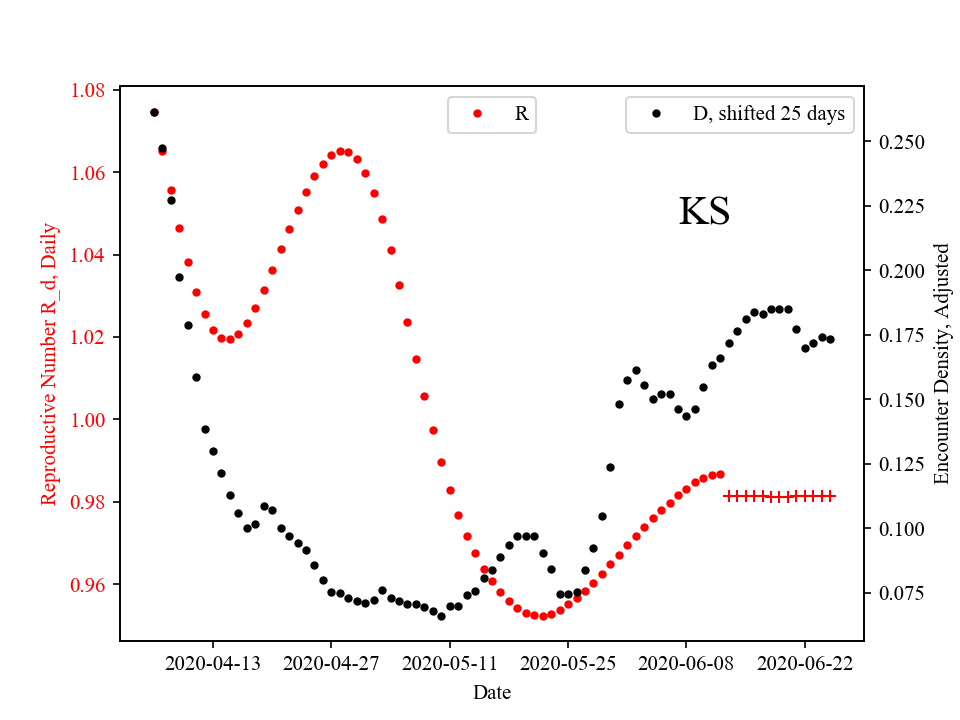 R
D, shifted 25 days
KS
Reproductive Number R_d, Daily
1.08
1.06
1.04
1.02
1.00
0.98
0.96
Encounter Density, Adjusted
0.250
0.225
0.200
0.175
0.150
0.125
0.100
0.075
2020-04-13 2020-04-27 2020-05-11 2020-05-25 2020-06-08 2020-06-22
Date